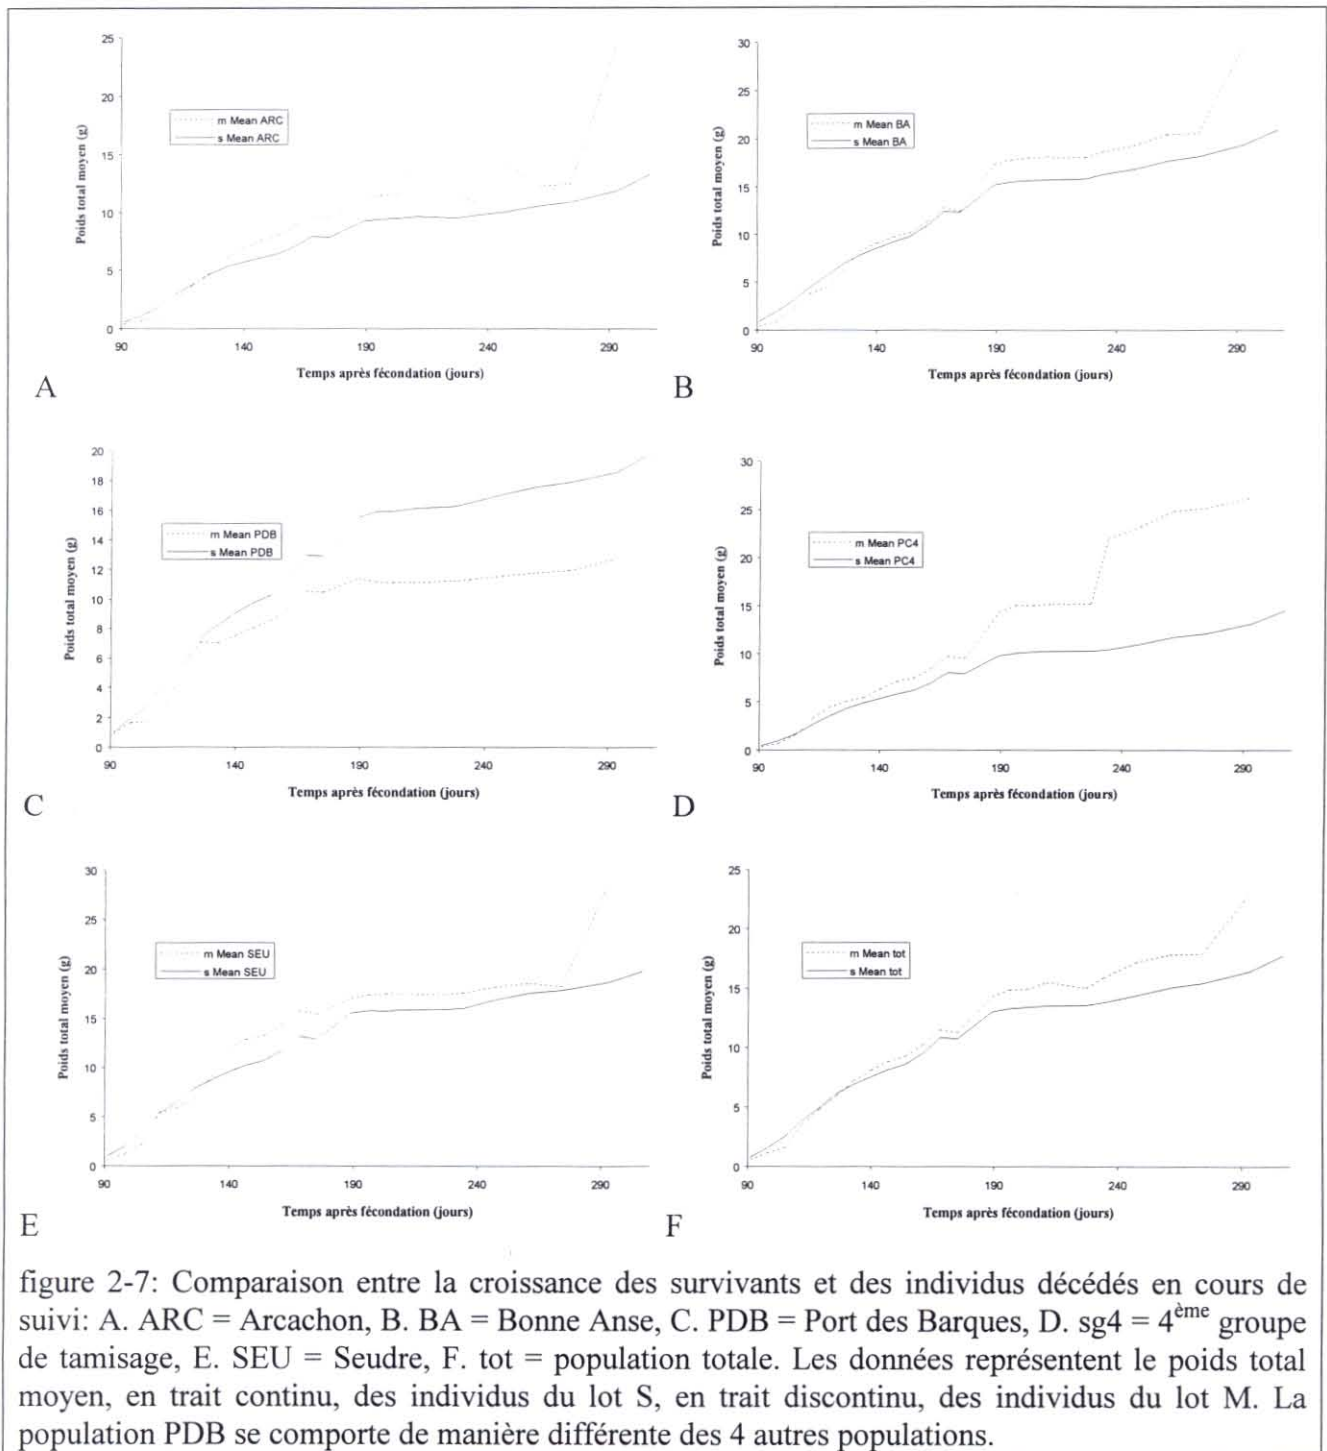 25
20
15
10
5
0
Poids total moyen (g)
m Mean ARC
s Mean ARC
90 140 190 240 290
Temps après fécondation (jours)
A
30
25
20
15
10
5
0
Poids total moyen (g)
m Mean BA
s Mean BA
90 140 190 240 290
Temps après fécondation (jours)
B
20
18
16
14
12
10
8
6
4
2
0
Poids total moyen (g)
m Mean PDB
s Mean PDB
90 140 190 240 290
Temps après fécondation (jours)
C
30
25
20
15
10
5
0
Poids total moyen (g)
m Mean PC4
s Mean PC4
90 140 190 240 290
Temps après fécondation (jours)
D
30
25
20
15
10
5
0
Poids total moyen (g)
m Mean SEU
s Mean SEU
90 140 190 240 290
Temps après fécondation (jours)
E
25
20
15
10
5
0
Poids total moyen (g)
m Mean tot
s Mean tot
90 140 190 240 290
Temps après fécondation (jours)
F
figure 2-7: Comparaison entre la croissance des survivants et des individus décédés en cours de
suivi: A. ARC = Arcachon, B. BA = Bonne Anse, C. PDB = Port des Barques, D. sg4 = 4ème groupe
de tamisage, E. SEU = Seudre, F. tot = population totale. Les données représentent le poids total
moyen, en trait continu, des individus du lot S, en trait discontinu, des individus du lot M. La
population PDB se comporte de manière différente des 4 autres populations.